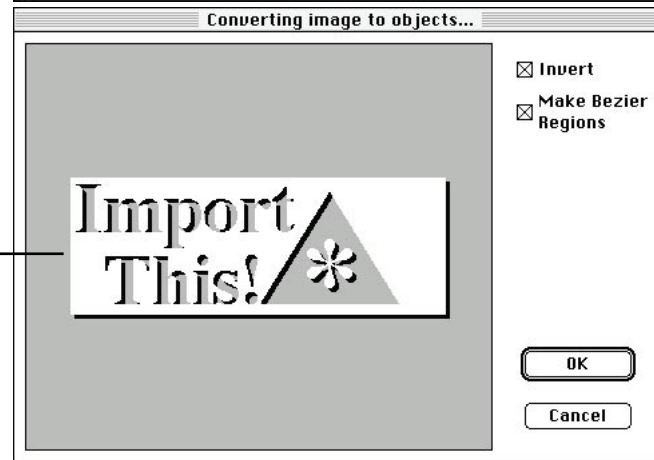 Converting image to objects...
Invert
Make Bezier
Regions
Import
This!
*
OK
Cancel